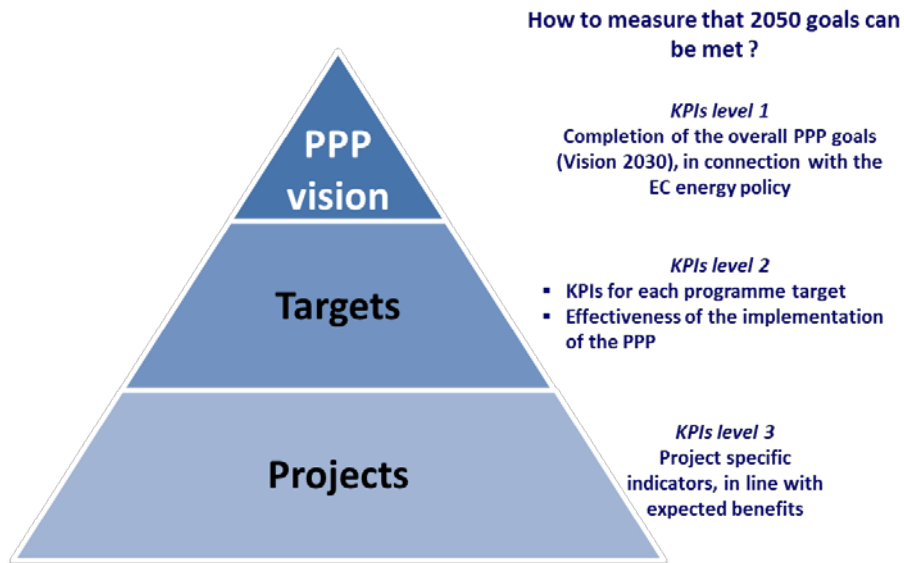 How to measure that 2050 goals can
be met ?
PPP
vision
KPIs level 1
Completion of the overall PPP goals
(Vision 2030), in connection with the
EC energy policy
Targets
KPIs level 2
▪ KPIs for each programme target
▪ Effectiveness of the implementation
of the PPP
Projects
KPIs level 3
Project specific
indicators, in line with
expected benefits